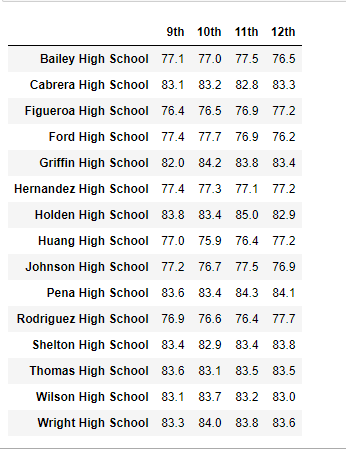 9th 10th 11th 12th
Bailey High School 77.1 77.0 77.5 76.5
Cabrera High School 83.1 83.2 82.8 83.3
Figueroa High School 76.4 76.5 76.9 77.2
Ford High School 77.4 77.7 76.9 76.2
Griffin High School 82.0 84.2 83.8 83.4
Hernandez High School 77.4 77.3 77.1 77.2
Holden High School 83.8 83.4 85.0 82.9
Huang High School 77.0 75.9 76.4 77.2
Johnson High School 77.2 76.7 77.5 76.9
Pena High School 83.6 83.4 84.3 84.1
Rodriguez High School 76.9 76.6 76.4 77.7
Shelton High School 83.4 82.9 83.4 83.8
Thomas High School 83.6 83.1 83.5 83.5
Wilson High School 83.1 83.7 83.2 83.0
Wright High School 83.3 84.0 83.8 83.6